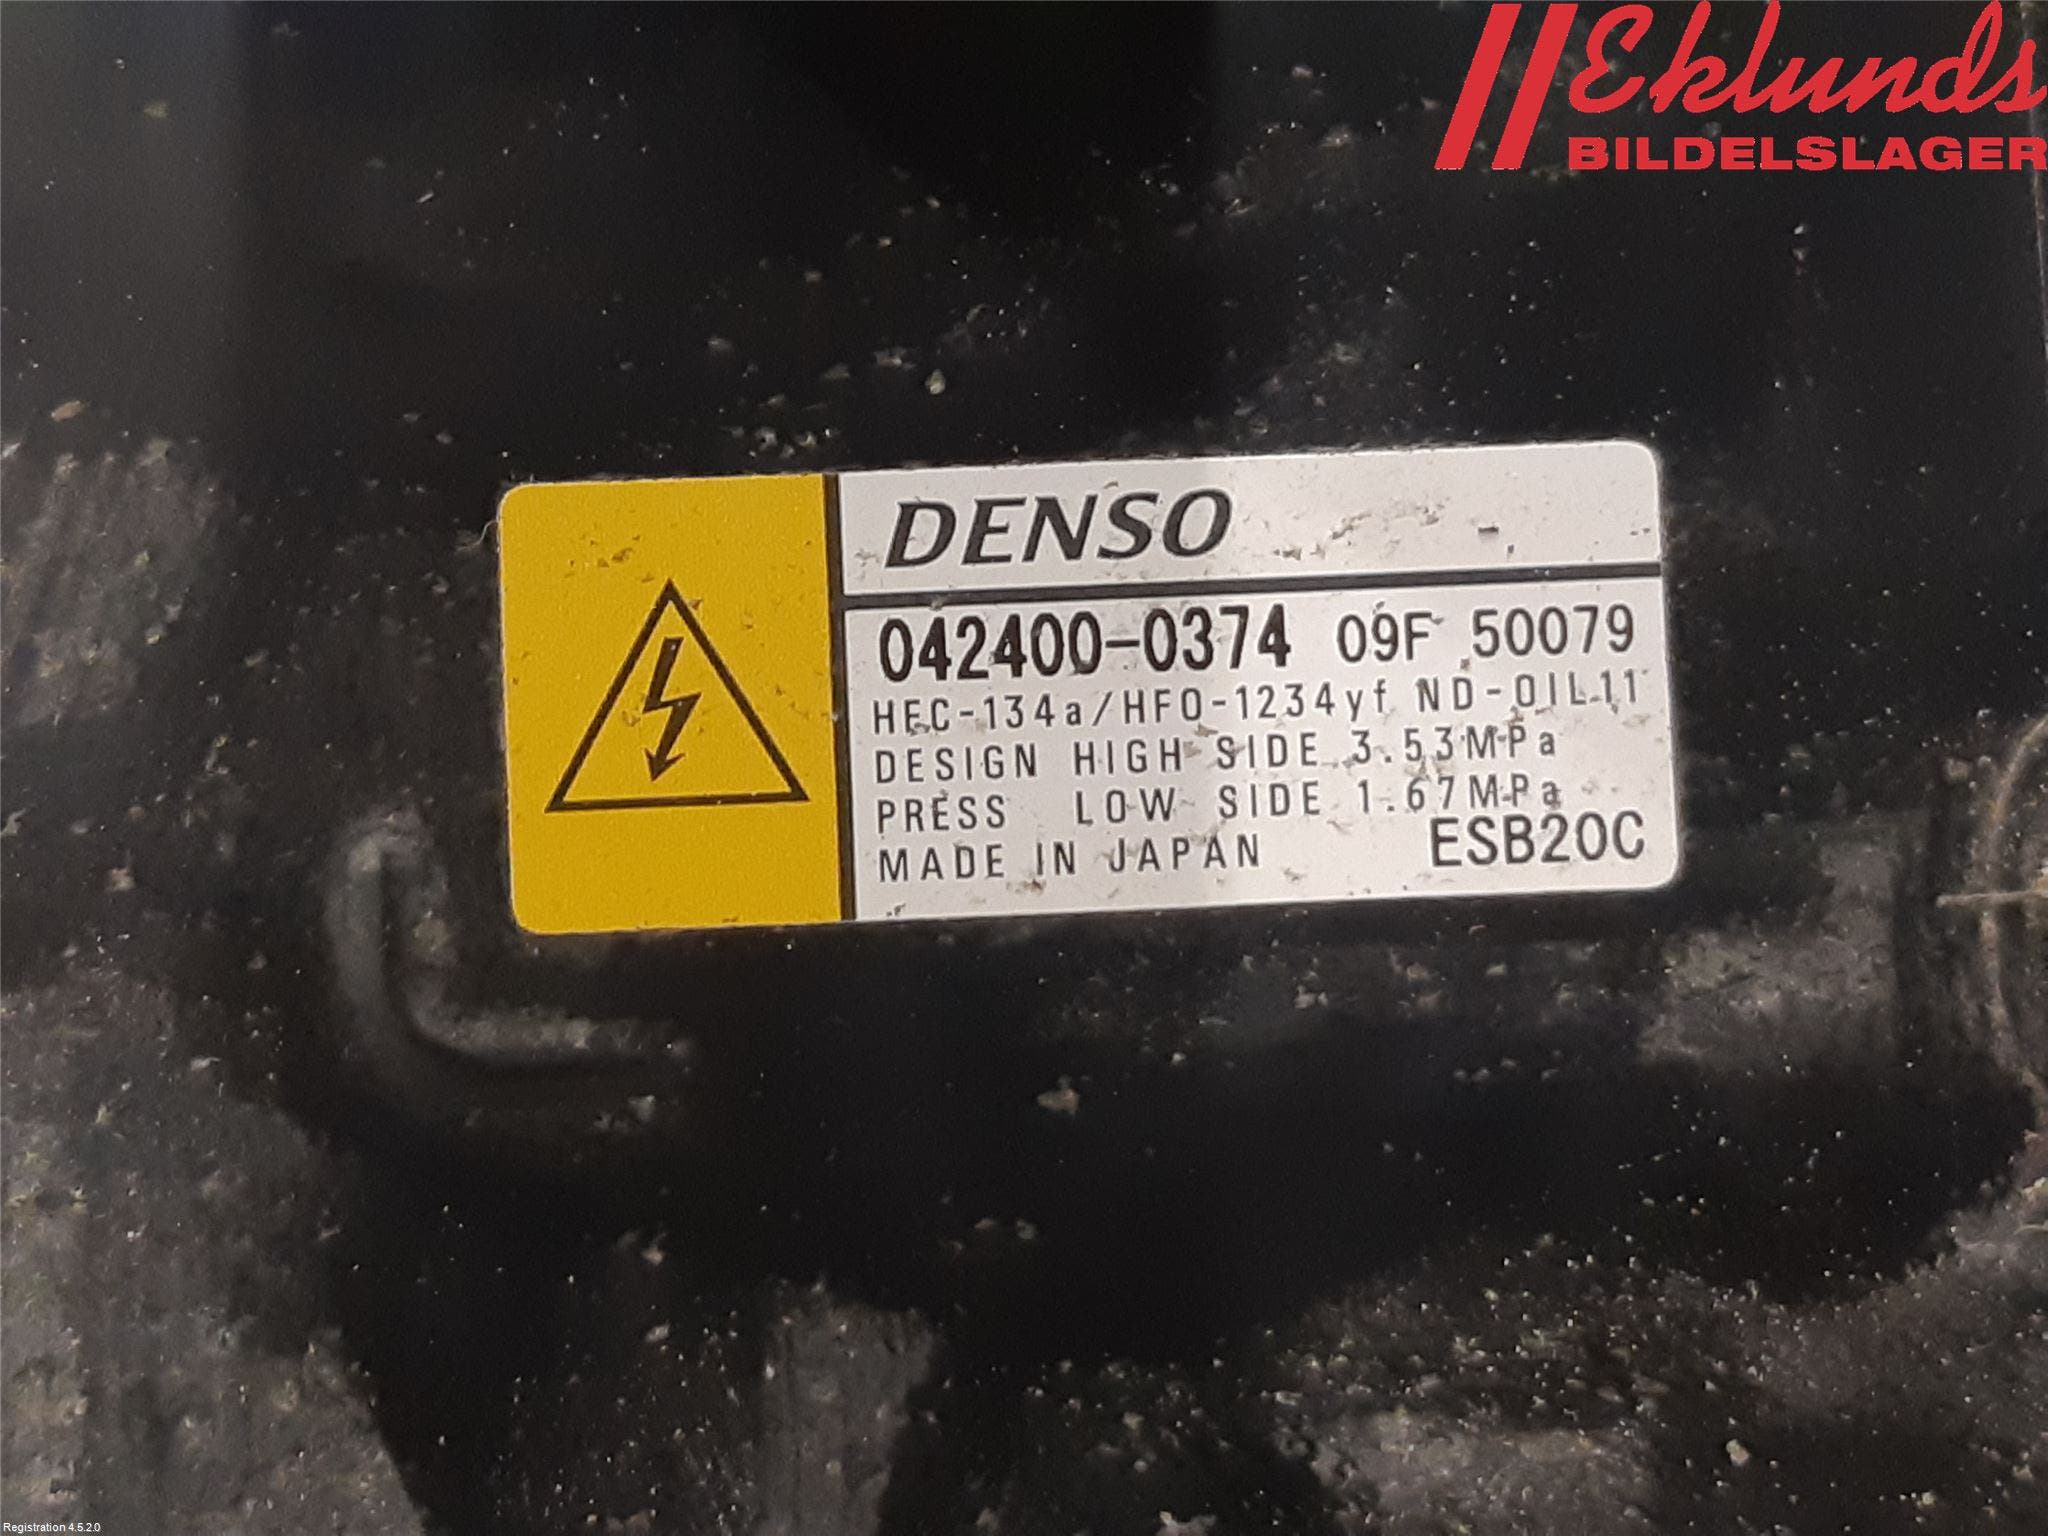 Eklunds
BILDELSLAGER
DENSO
042400-0374 09F 50079
HFC-134a/HFO-1234yf ND-OIL11
DESIGN HIGH SIDE 3.53MPa
PRESS LOW SIDE 1.67MPa
MADE IN JAPAN ESB20C
Registration 4.5.2.0